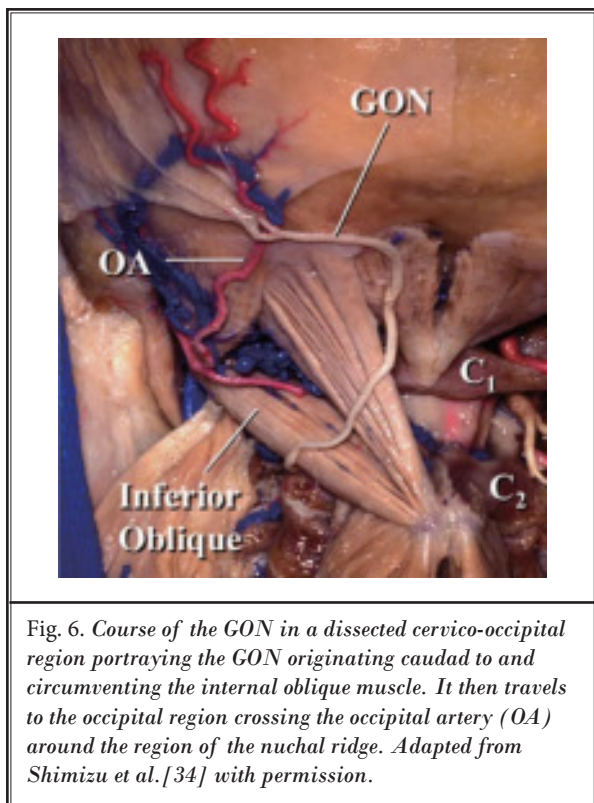 GON
OA
C1
C2
Inferior
Oblique
Fig. 6. Course of the GON in a dissected cervico-occipital
region portraying the GON originating caudad to and
circumventing the internal oblique muscle. It then travels
to the occipital region crossing the occipital artery (OA)
around the region of the nuchal ridge. Adapted from
Shimizu et al.[34] with permission.